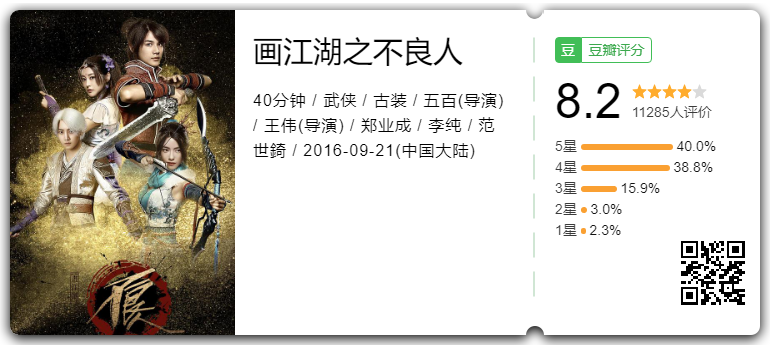 画江湖之不良人
40分钟 / 武侠 / 古装 / 五百(导演)
/ 王伟(导演) / 郑业成 / 李纯 / 范
世錡 / 2016-09-21(中国大陆)
豆 豆瓣评分
8.2
11285人评价
5星 40.0%
4星 38.8%
3星 15.9%
2星 3.0%
1星 2.3%